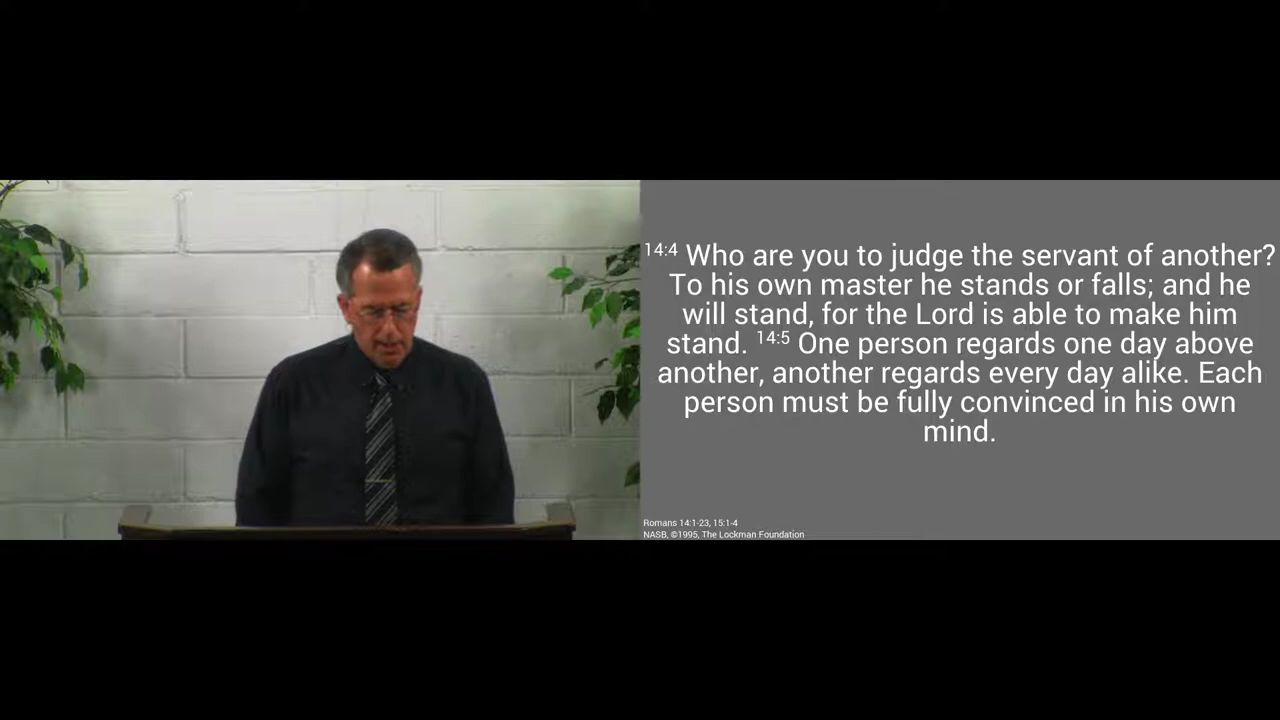 14:4 Who are you to judge the servant of another?
To his own master he stands or falls; and he
will stand, for the Lord is able to make him
stand. 14:5 One person regards one day above
another, another regards every day alike. Each
person must be fully convinced in his own
mind.
Romans 14:1-23, 15:1-4
NASB, ©1995, The Lockman Foundation